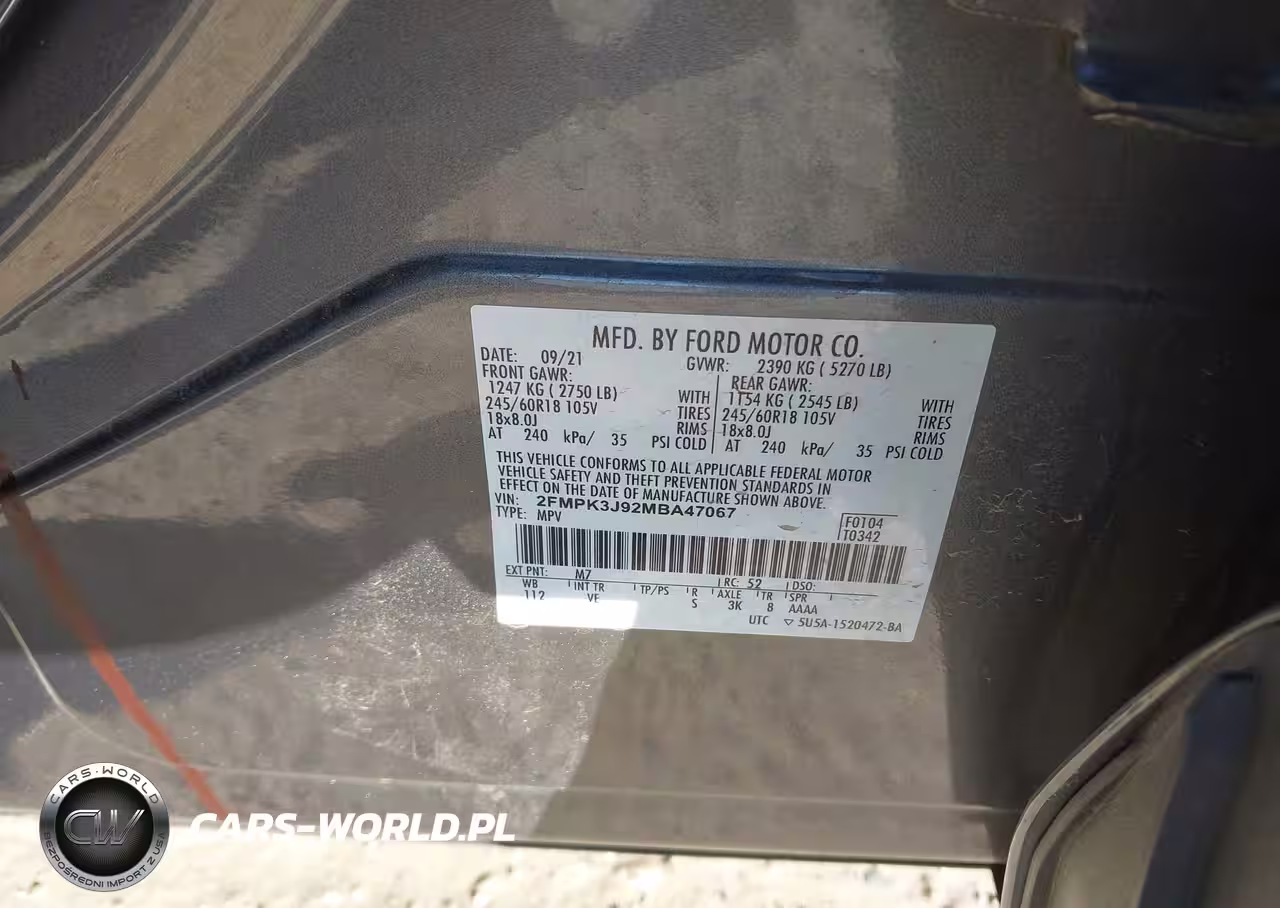 MFD. BY FORD MOTOR CO.
DATE: 09/21 GVWR: 2390 KG ( 5270 LB)
FRONT GAWR: REAR GAWR:
1247 KG ( 2750 LB) WITH 1154 KG ( 2545 LB) WITH
245/60R18 105V TIRES 245/60R18 105V TIRES
18x8.0J RIMS 18x8.0J RIMS
AT 240 kPa/ 35 PSI COLD AT 240 kPa/ 35 PSI COLD
THIS VEHICLE CONFORMS TO ALL APPLICABLE FEDERAL MOTOR
VEHICLE SAFETY AND THEFT PREVENTION STANDARDS IN
EFFECT ON THE DATE OF MANUFACTURE SHOWN ABOVE.
VIN: 2FMPK3J92MBA47067
TYPE: MPV
F0104
T0342
EXT PNT: M7 RC: 52 DSO:
WB INT TR TP/PS R AXLE TR SPR
112 VE S 3K 8 AAAA
UTC ▽ 5U5A-1520472-BA
CARS-WORLD
CW
BEZPOŚREDNI IMPORT Z USA
CARS-WORLD.PL